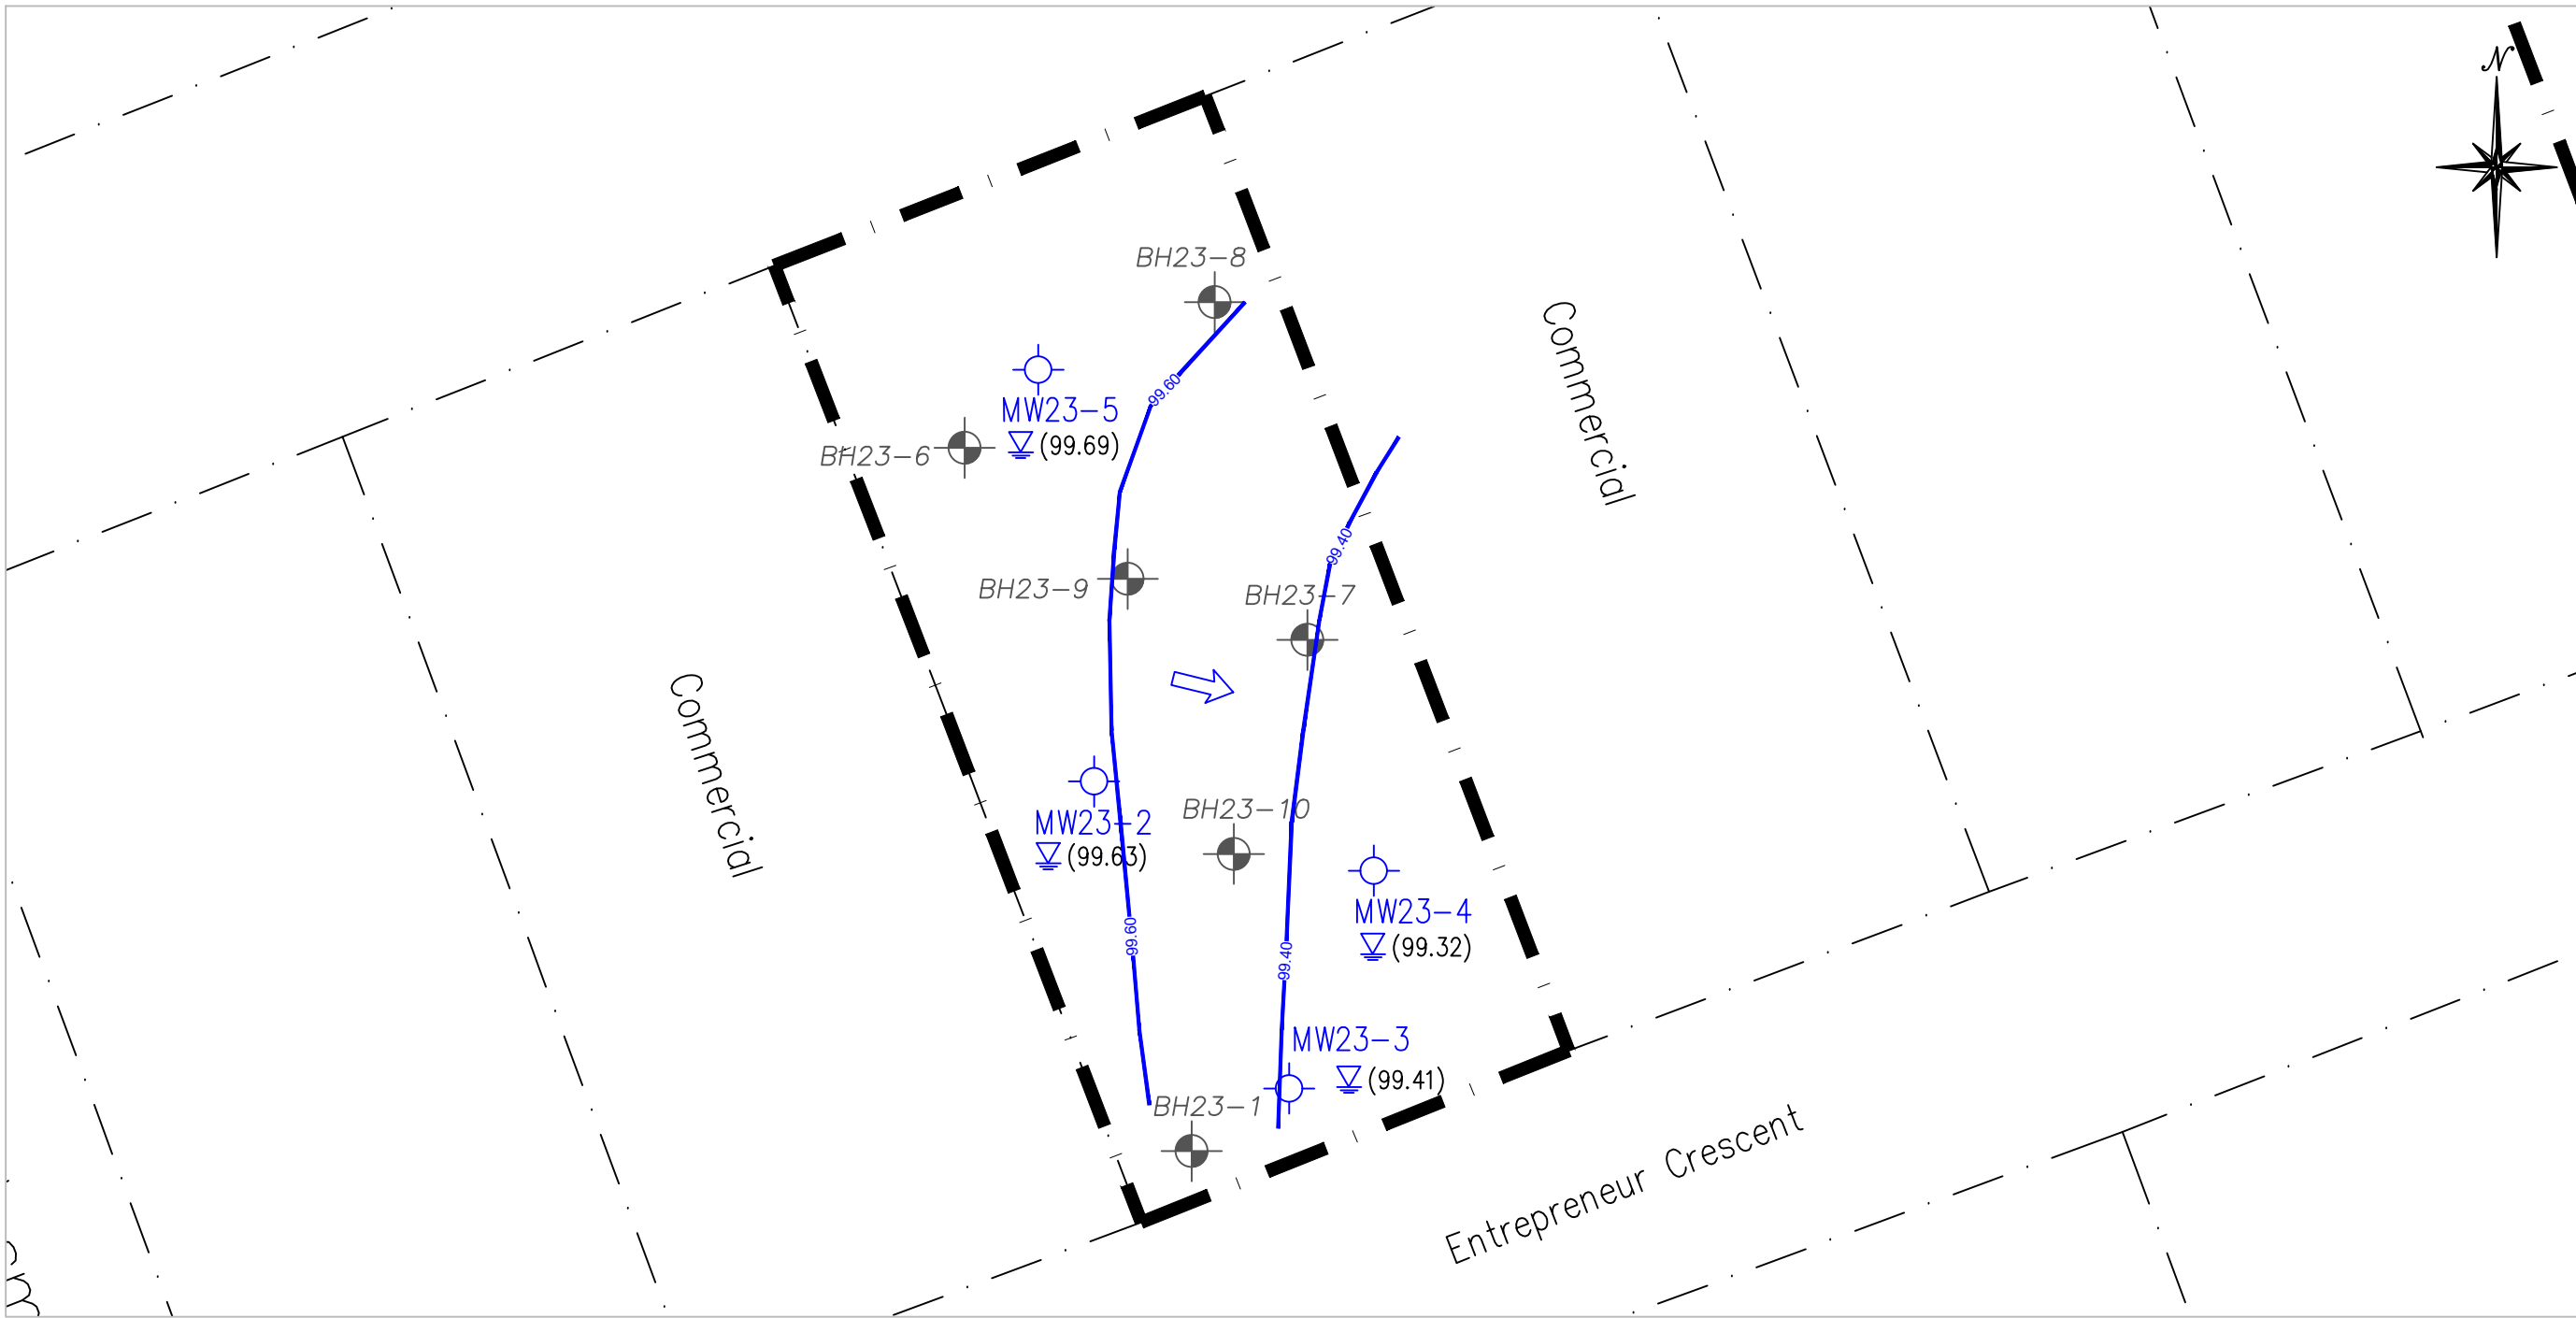 N
BH23-8
Commercial
99.60
MW23-5
(99.69)
BH23-6
99.40
BH23-9
BH23-7
Commercial
MW23-2
(99.63)
BH23-10
99.60
MW23-4
(99.32)
99.40
MW23-3
(99.41)
BH23-1
Entrepreneur Crescent